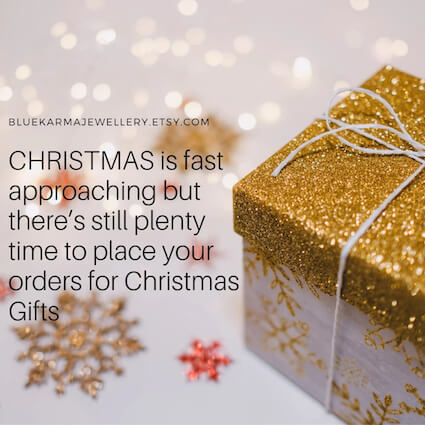 BLUEKARMAJEWELLERY.ETSY.COM
CHRISTMAS is fast
approaching but
there's still plenty
time to place your
orders for Christmas
Gifts